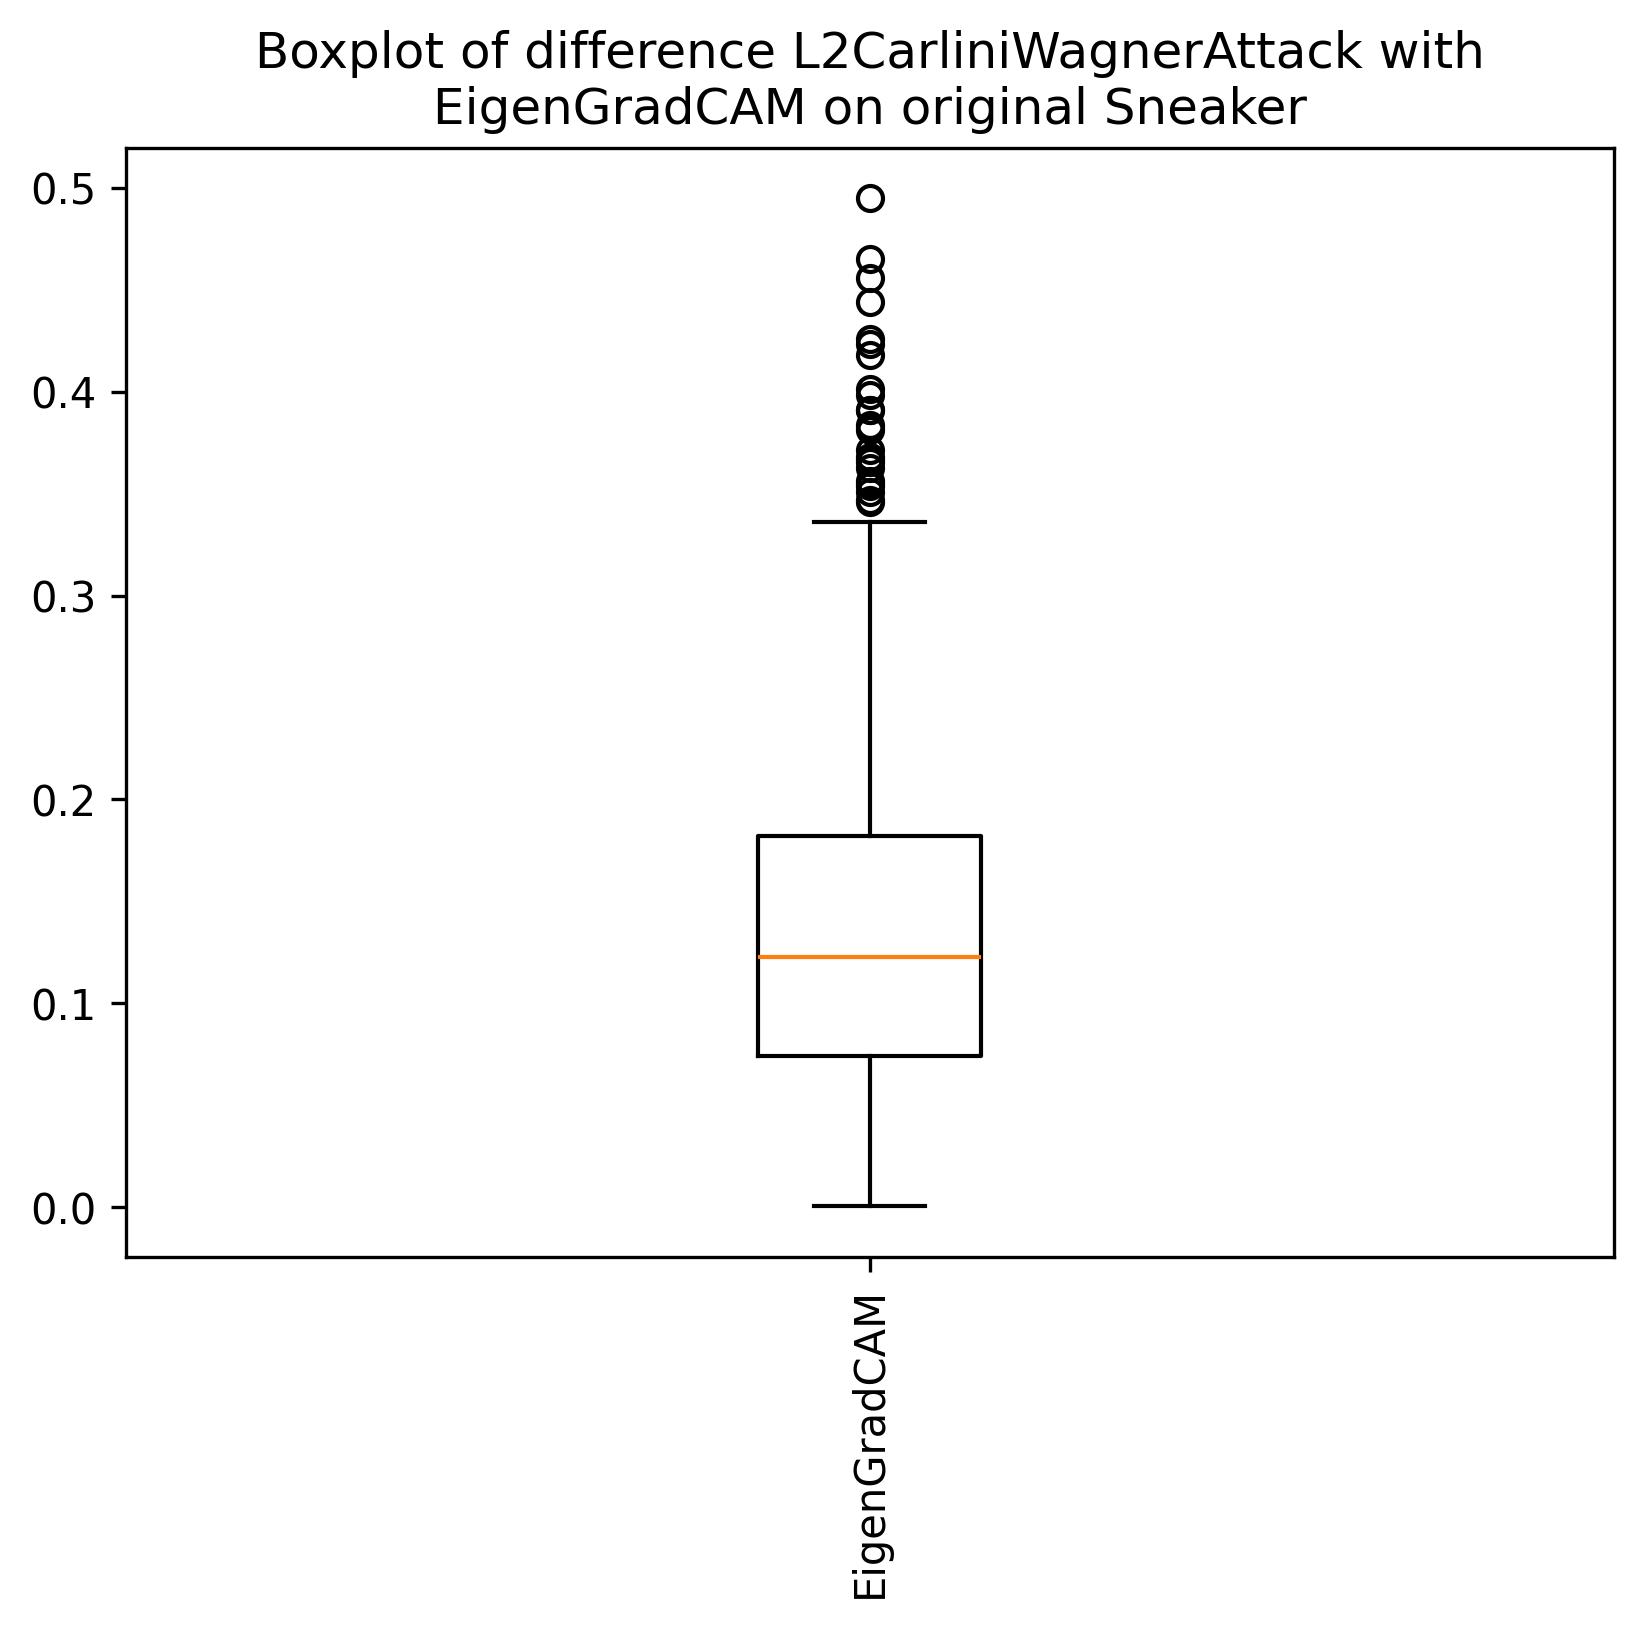 Boxplot of difference L2CarliniWagnerAttack with
EigenGradCAM on original Sneaker
0.5
0.4
0.3
0.2
0.1
0.0
EigenGradCAM